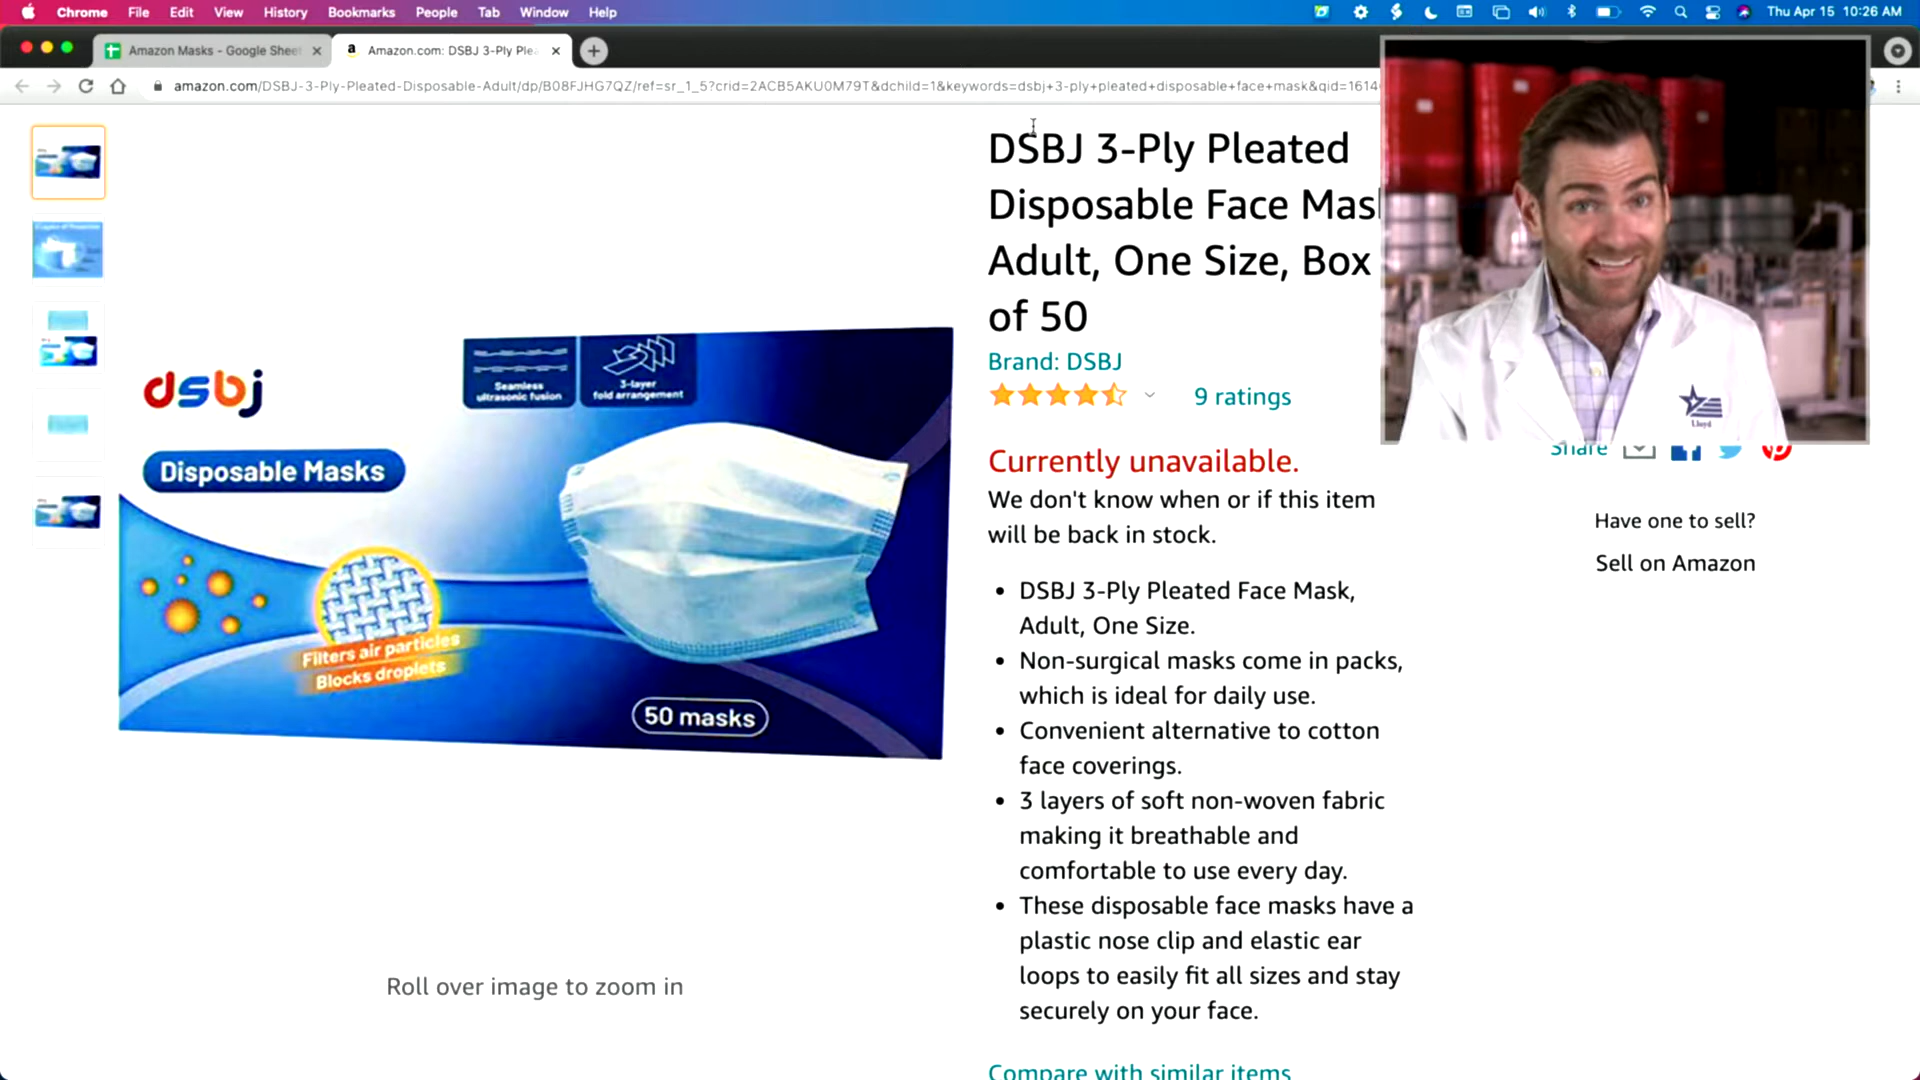 Chrome File Edit View History Bookmarks People Tab Window Help
Thu Apr 15 10:26 AM
Amazon Masks - Google Sheet
Amazon.com: DSBJ 3-Ply Ple
amazon.com/DSBJ-3-Ply-Pleated-Disposable-Adult/dp/B08FJHG7QZ/ref=sr_1_5?crid=2ACB5AKU0M79T&dchild=1&keywords=dsbj+3-ply+pleated+disposable+face+mask&qid=1614
DSBJ 3-Ply Pleated
Disposable Face Mas
Adult, One Size, Box
of 50
Brand: DSBJ
9 ratings
Currently unavailable.
We don't know when or if this item
will be back in stock.
• DSBJ 3-Ply Pleated Face Mask,
Adult, One Size.
• Non-surgical masks come in packs,
which is ideal for daily use.
• Convenient alternative to cotton
face coverings.
• 3 layers of soft non-woven fabric
making it breathable and
comfortable to use every day.
• These disposable face masks have a
plastic nose clip and elastic ear
loops to easily fit all sizes and stay
securely on your face.
Compare with similar items
dsbj
Disposable Masks
Seamless
ultrasonic fusion
3-layer
fold arrangement
Filters air particles
Blocks droplets
50 masks
Roll over image to zoom in
Lloyd
Share
Have one to sell?
Sell on Amazon